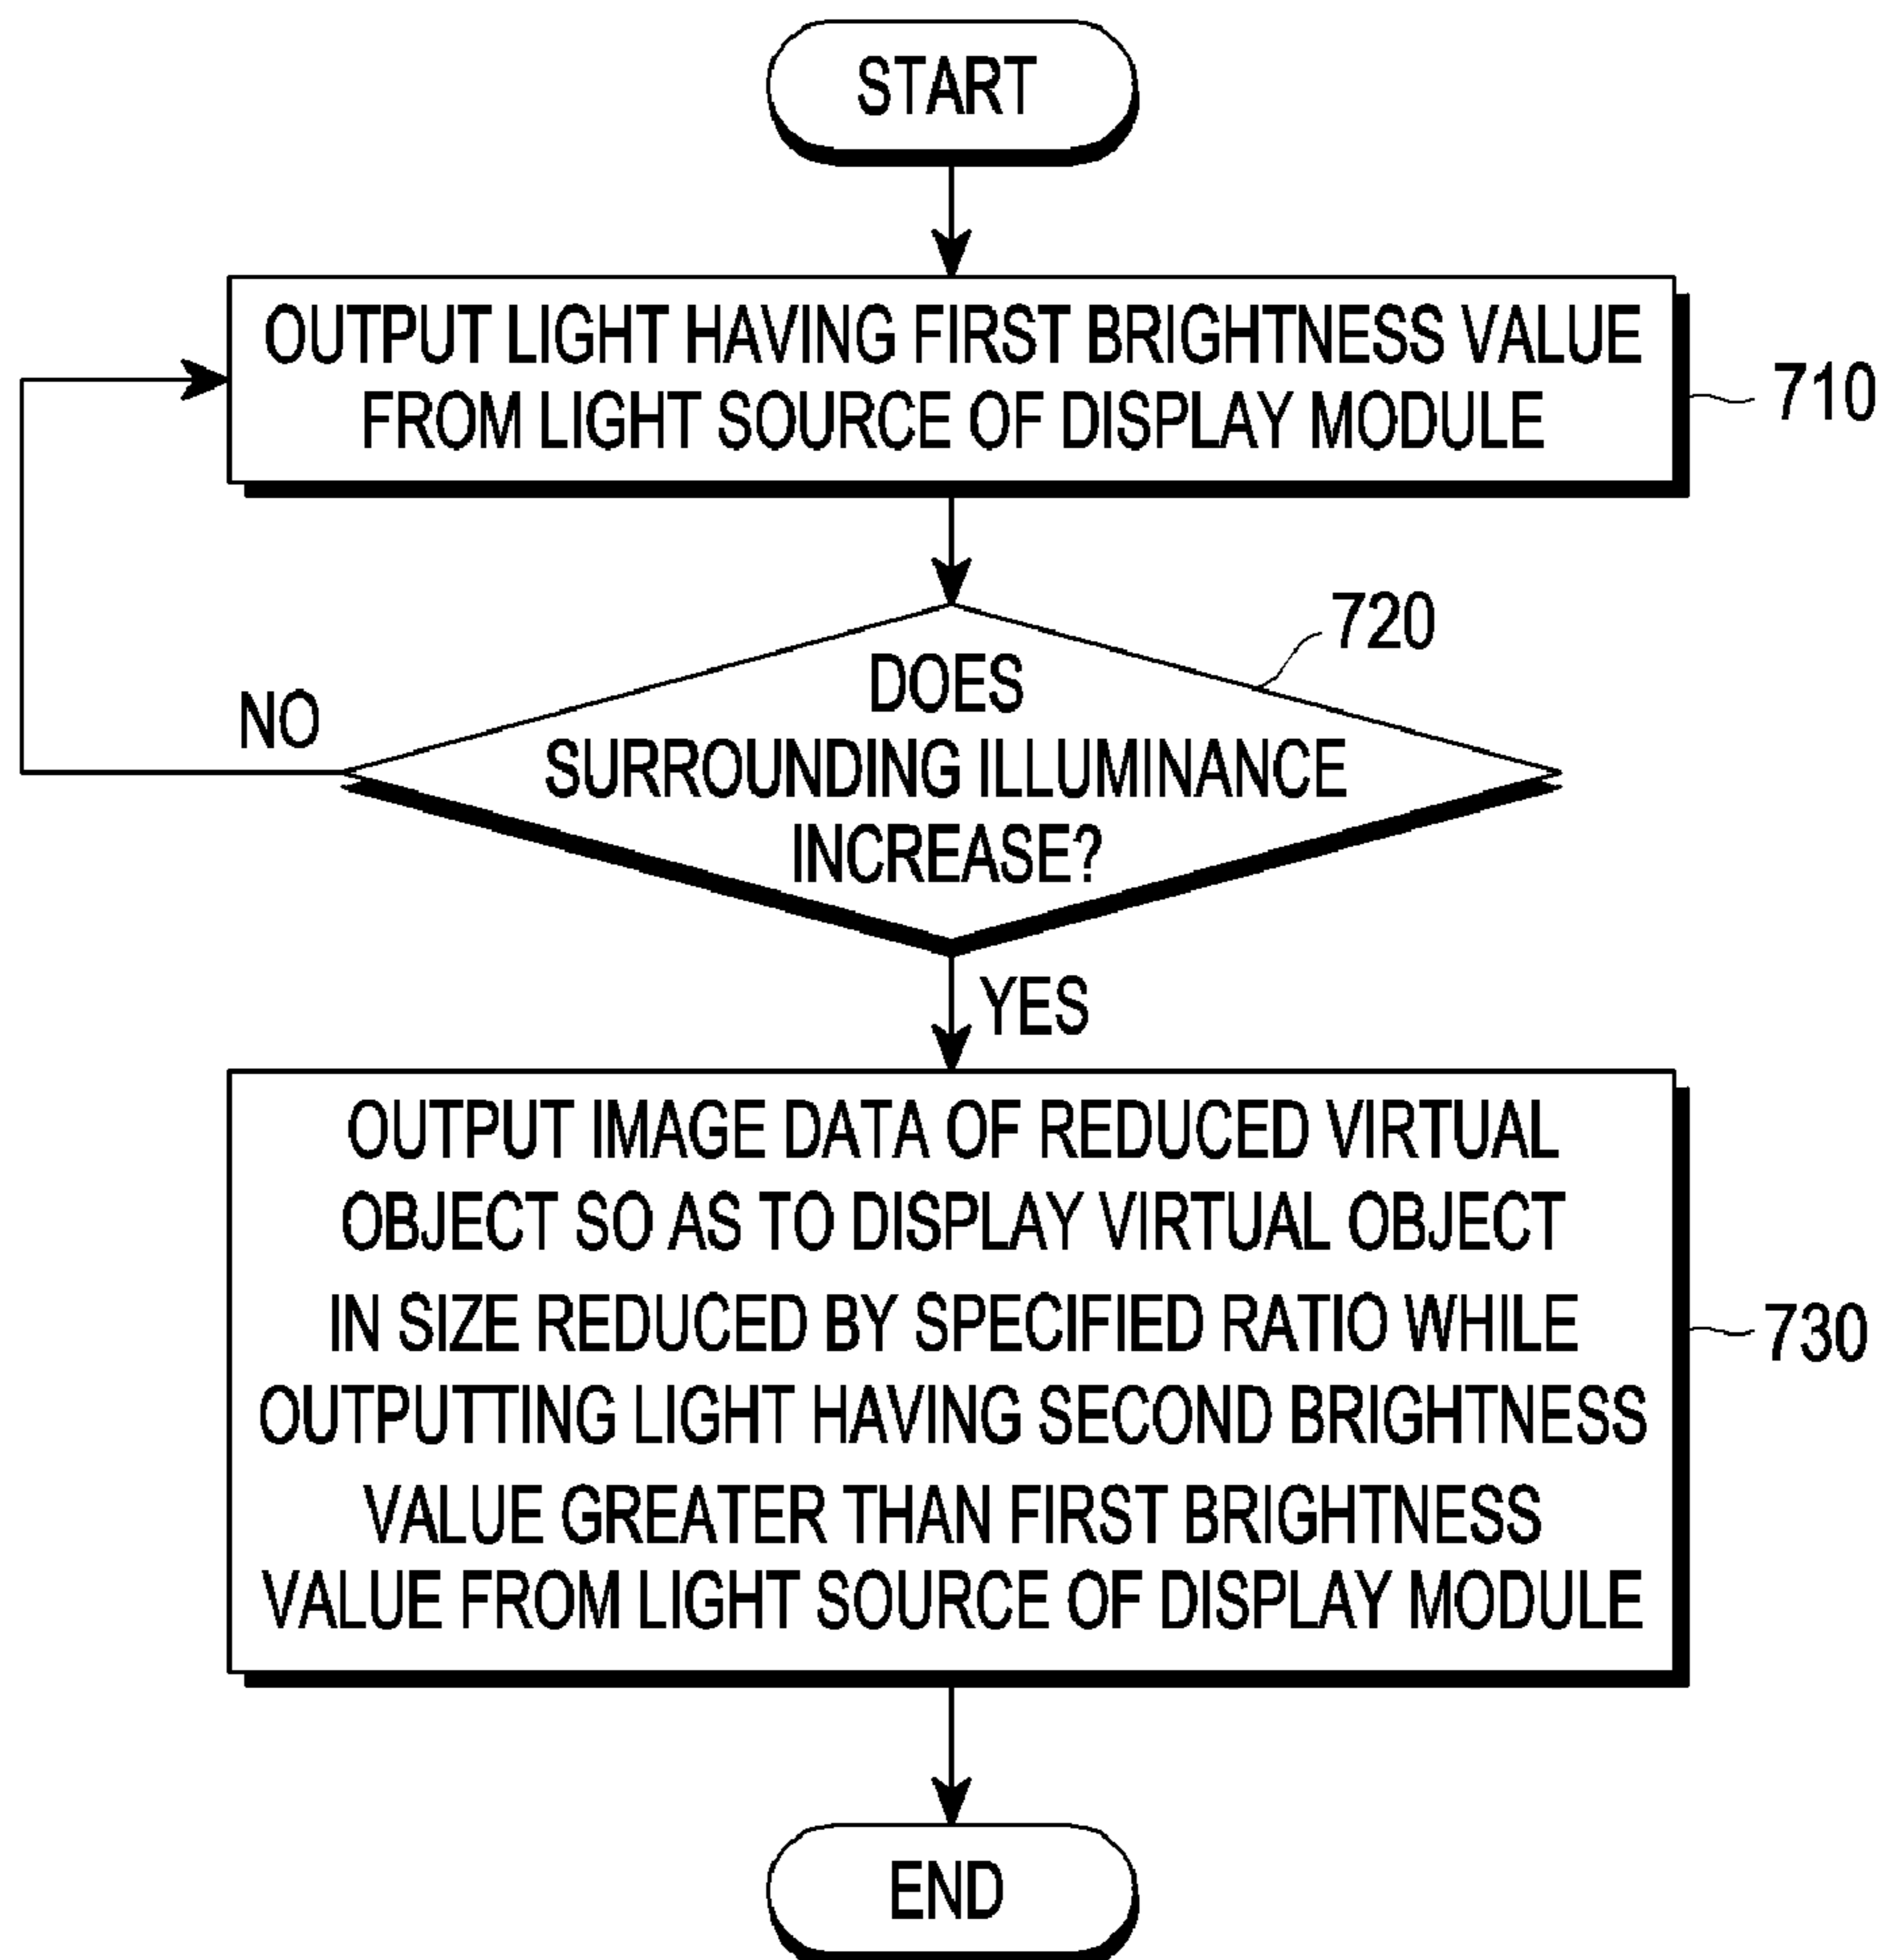 START
OUTPUT LIGHT HAVING FIRST BRIGHTNESS VALUE
FROM LIGHT SOURCE OF DISPLAY MODULE
710
720
DOES
SURROUNDING ILLUMINANCE
INCREASE?
NO
YES
OUTPUT IMAGE DATA OF REDUCED VIRTUAL
OBJECT SO AS TO DISPLAY VIRTUAL OBJECT
IN SIZE REDUCED BY SPECIFIED RATIO WHILE
OUTPUTTING LIGHT HAVING SECOND BRIGHTNESS
VALUE GREATER THAN FIRST BRIGHTNESS
VALUE FROM LIGHT SOURCE OF DISPLAY MODULE
730
END